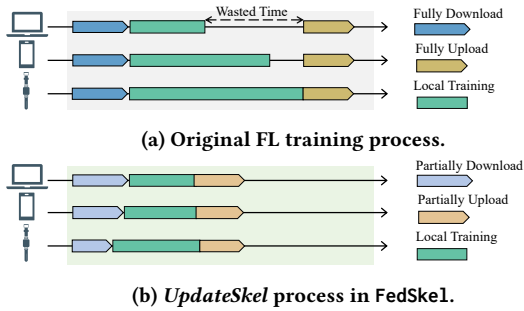 Wasted Time
Fully Download
Fully Upload
Local Training
(a) Original FL training process.
Partially Download
Partially Upload
Local Training
(b) UpdateSkel process in FedSkel.